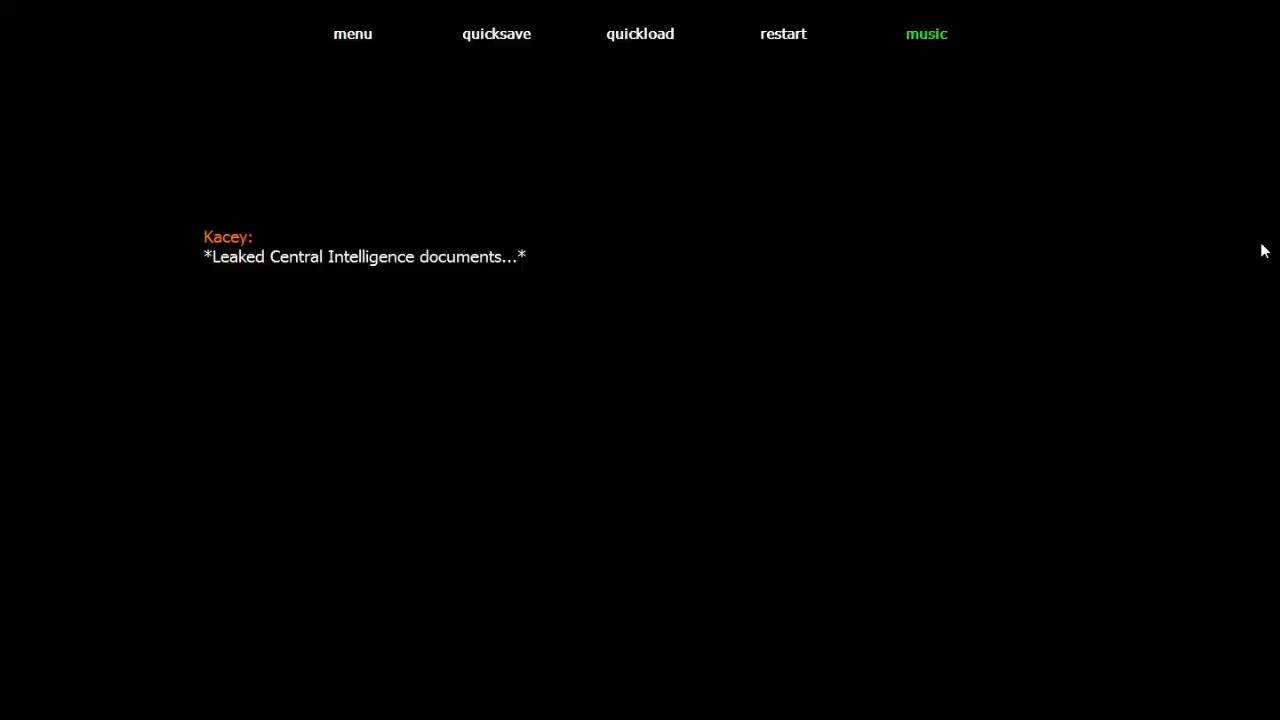 menu quicksave quickload restart music
Kacey:
*Leaked Central Intelligence documents...*